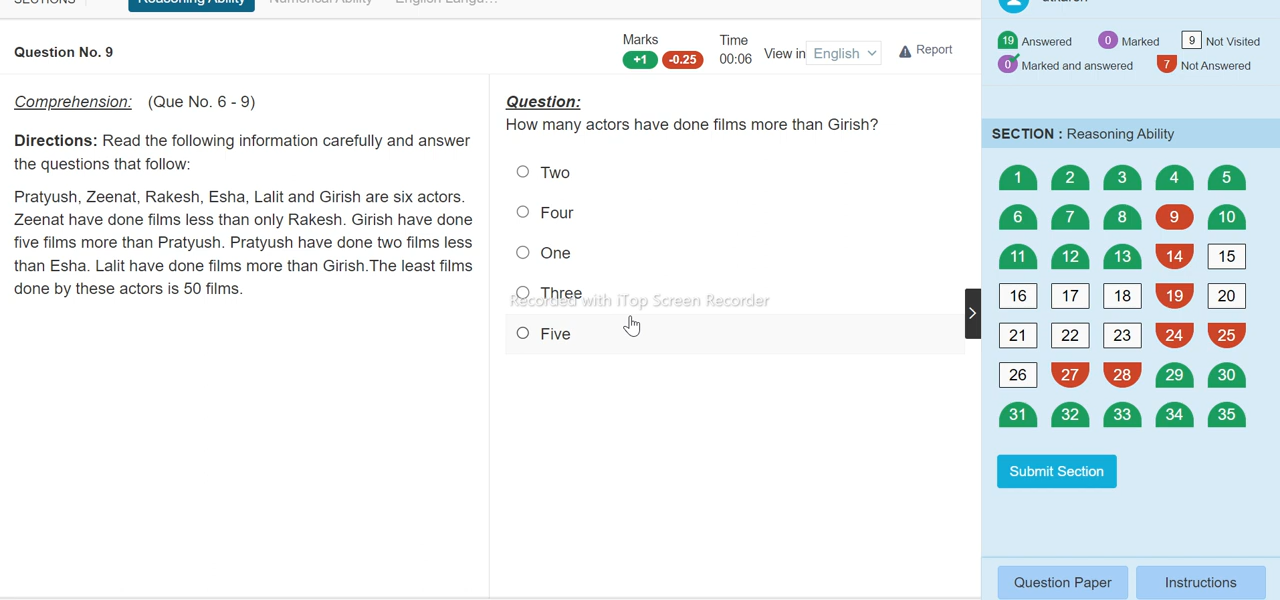 SECTIONS
Reasoning Ability
Numerical Ability
English Langu...
Question No. 9
Marks
+1
-0.25
Time
00:06
View in
English
Report
Comprehension: (Que No. 6 - 9)
Directions: Read the following information carefully and answer
the questions that follow:
Pratyush, Zeenat, Rakesh, Esha, Lalit and Girish are six actors.
Zeenat have done films less than only Rakesh. Girish have done
five films more than Pratyush. Pratyush have done two films less
than Esha. Lalit have done films more than Girish.The least films
done by these actors is 50 films.
Question:
How many actors have done films more than Girish?
Two
Four
One
Three
Five
Recorded with iTop Screen Recorder
19 Answered
0 Marked
9 Not Visited
0 Marked and answered
7 Not Answered
SECTION : Reasoning Ability
1 2 3 4 5
6 7 8 9 10
11 12 13 14 15
16 17 18 19 20
21 22 23 24 25
26 27 28 29 30
31 32 33 34 35
Submit Section
Question Paper
Instructions